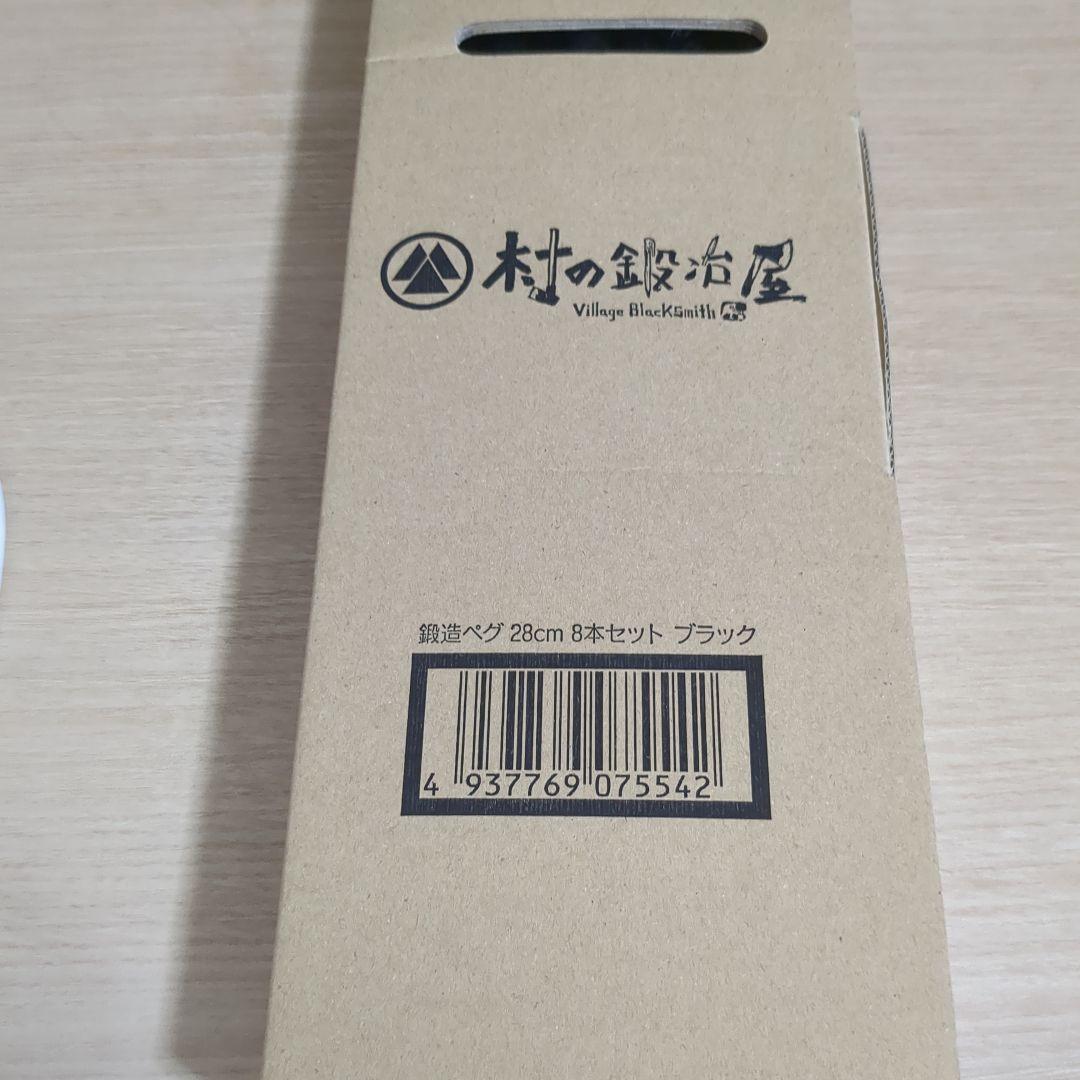 村の鍛冶屋
Village BlacKSmith
鍛造ペグ 28cm 8本セット ブラック
4 937769 075542